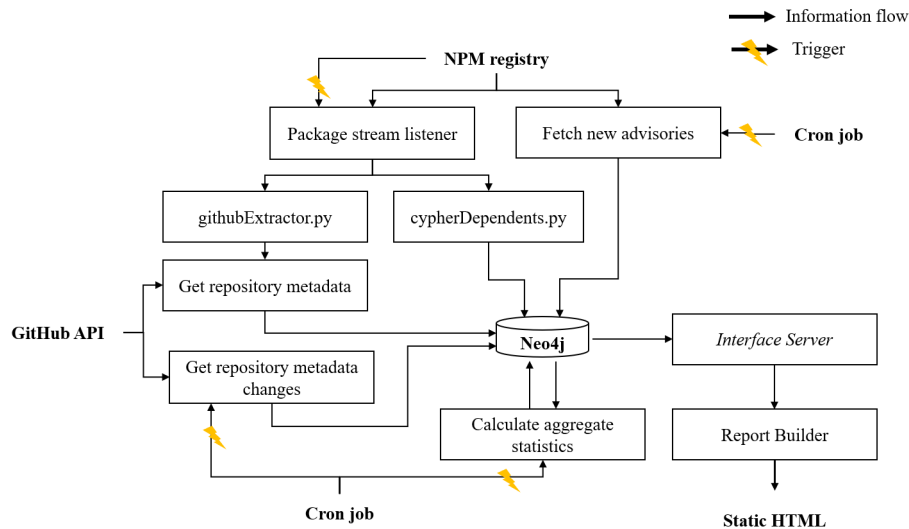 Information flow
Trigger
NPM registry
Package stream listener
Fetch new advisories
Cron job
githubExtractor.py
cypherDependents.py
Get repository metadata
GitHub API
Neo4j
Interface Server
Get repository metadata
changes
Calculate aggregate
statistics
Report Builder
Cron job
Static HTML